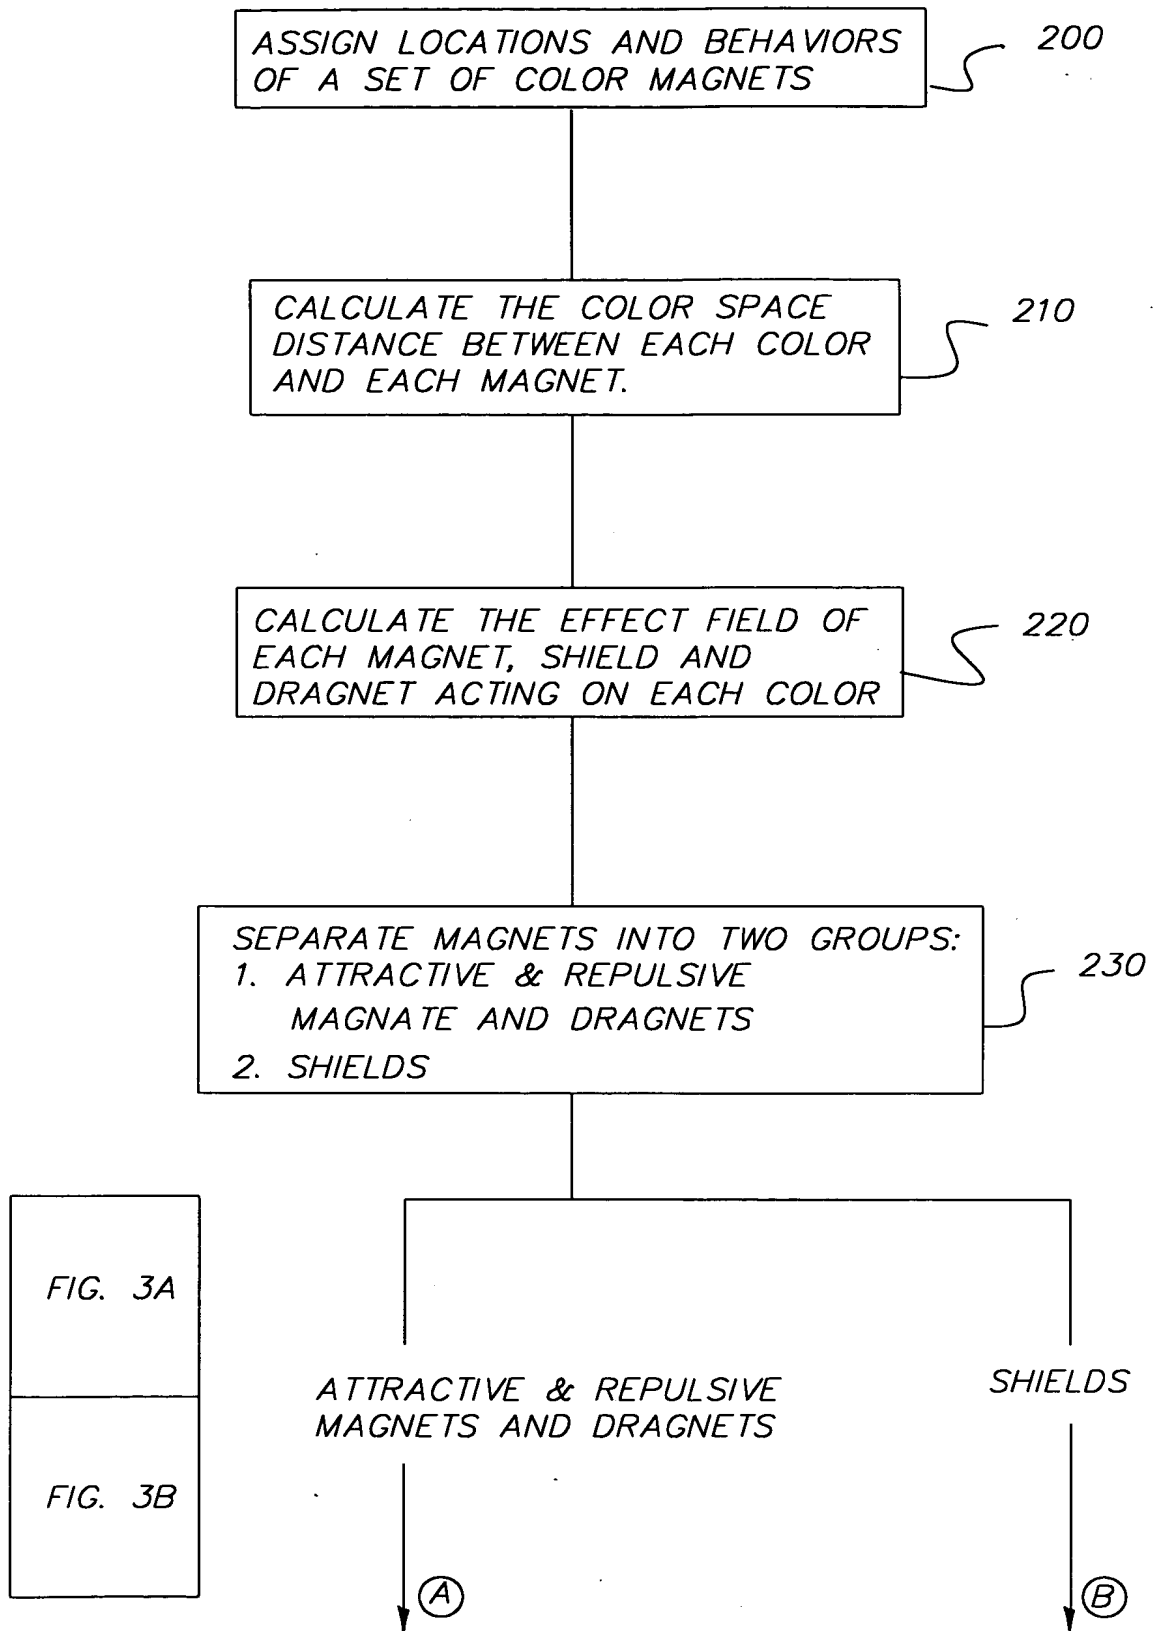 ASSIGN LOCATIONS AND BEHAVIORS
OF A SET OF COLOR MAGNETS
200
CALCULATE THE COLOR SPACE
DISTANCE BETWEEN EACH COLOR
AND EACH MAGNET.
210
CALCULATE THE EFFECT FIELD OF
EACH MAGNET, SHIELD AND
DRAGNET ACTING ON EACH COLOR
220
SEPARATE MAGNETS INTO TWO GROUPS:
1. ATTRACTIVE & REPULSIVE
MAGNATE AND DRAGNETS
2. SHIELDS
230
FIG. 3A
FIG. 3B
ATTRACTIVE & REPULSIVE
MAGNETS AND DRAGNETS
SHIELDS
A
B